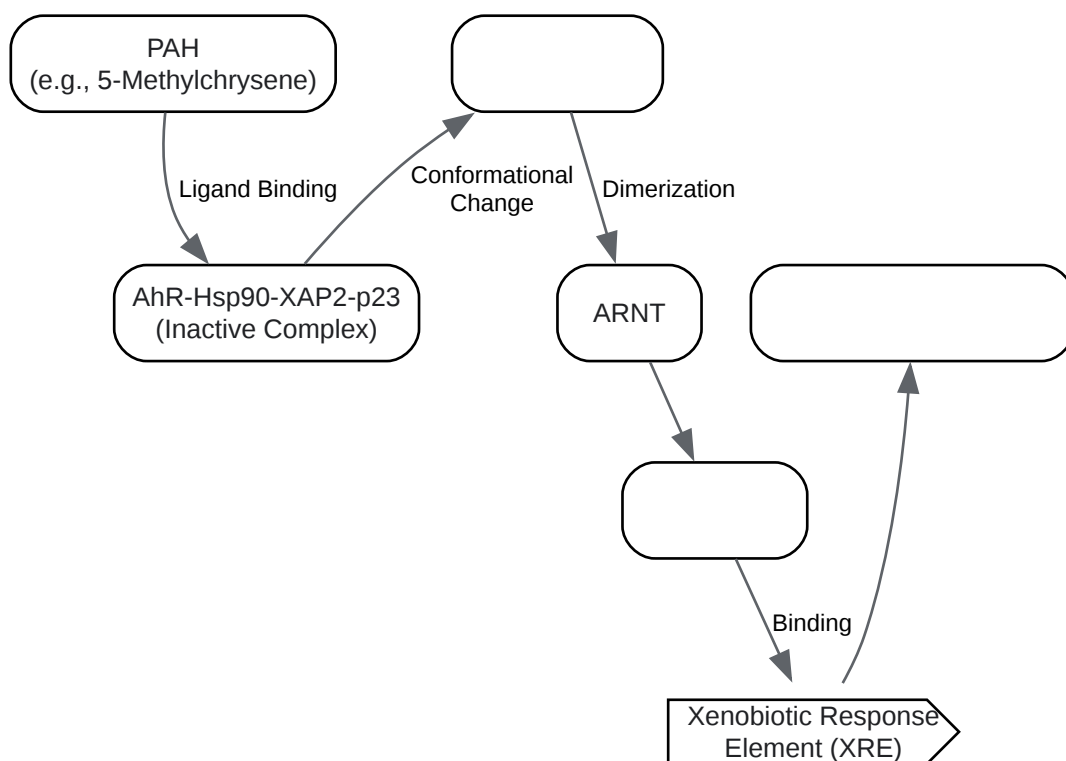 PAH
(e.g., 5-Methylchrysene)
Ligand Binding
Conformational
Change
Dimerization
AhR-Hsp90-XAP2-p23
(Inactive Complex)
ARNT
Binding
Xenobiotic Response
Element (XRE)